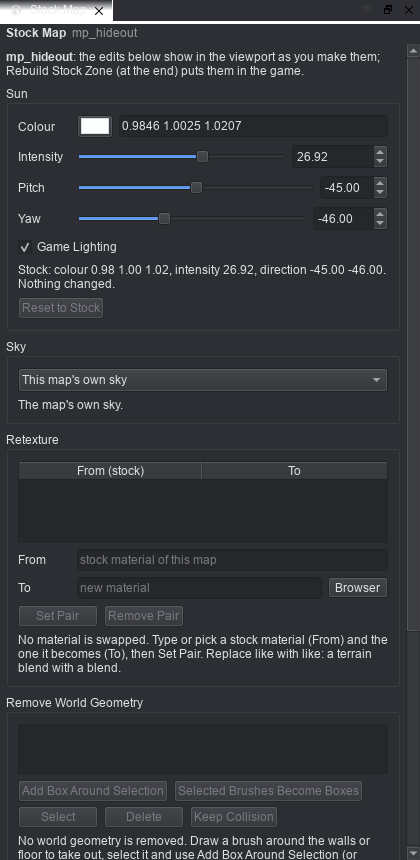 Stock Map
Stock Map mp_hideout
mp_hideout: the edits below show in the viewport as you make them;
Rebuild Stock Zone (at the end) puts them in the game.
Sun
Colour 0.9846 1.0025 1.0207
Intensity 26.92
Pitch -45.00
Yaw -46.00
Game Lighting
Stock: colour 0.98 1.00 1.02, intensity 26.92, direction -45.00 -46.00.
Nothing changed.
Reset to Stock
Sky
This map's own sky
The map's own sky.
Retexture
From (stock) To
From stock material of this map
To new material Browser
Set Pair Remove Pair
No material is swapped. Type or pick a stock material (From) and the
one it becomes (To), then Set Pair. Replace like with like: a terrain
blend with a blend.
Remove World Geometry
Add Box Around Selection Selected Brushes Become Boxes
Select Delete Keep Collision
No world geometry is removed. Draw a brush around the walls or
floor to take out, select it and use Add Box Around Selection (or